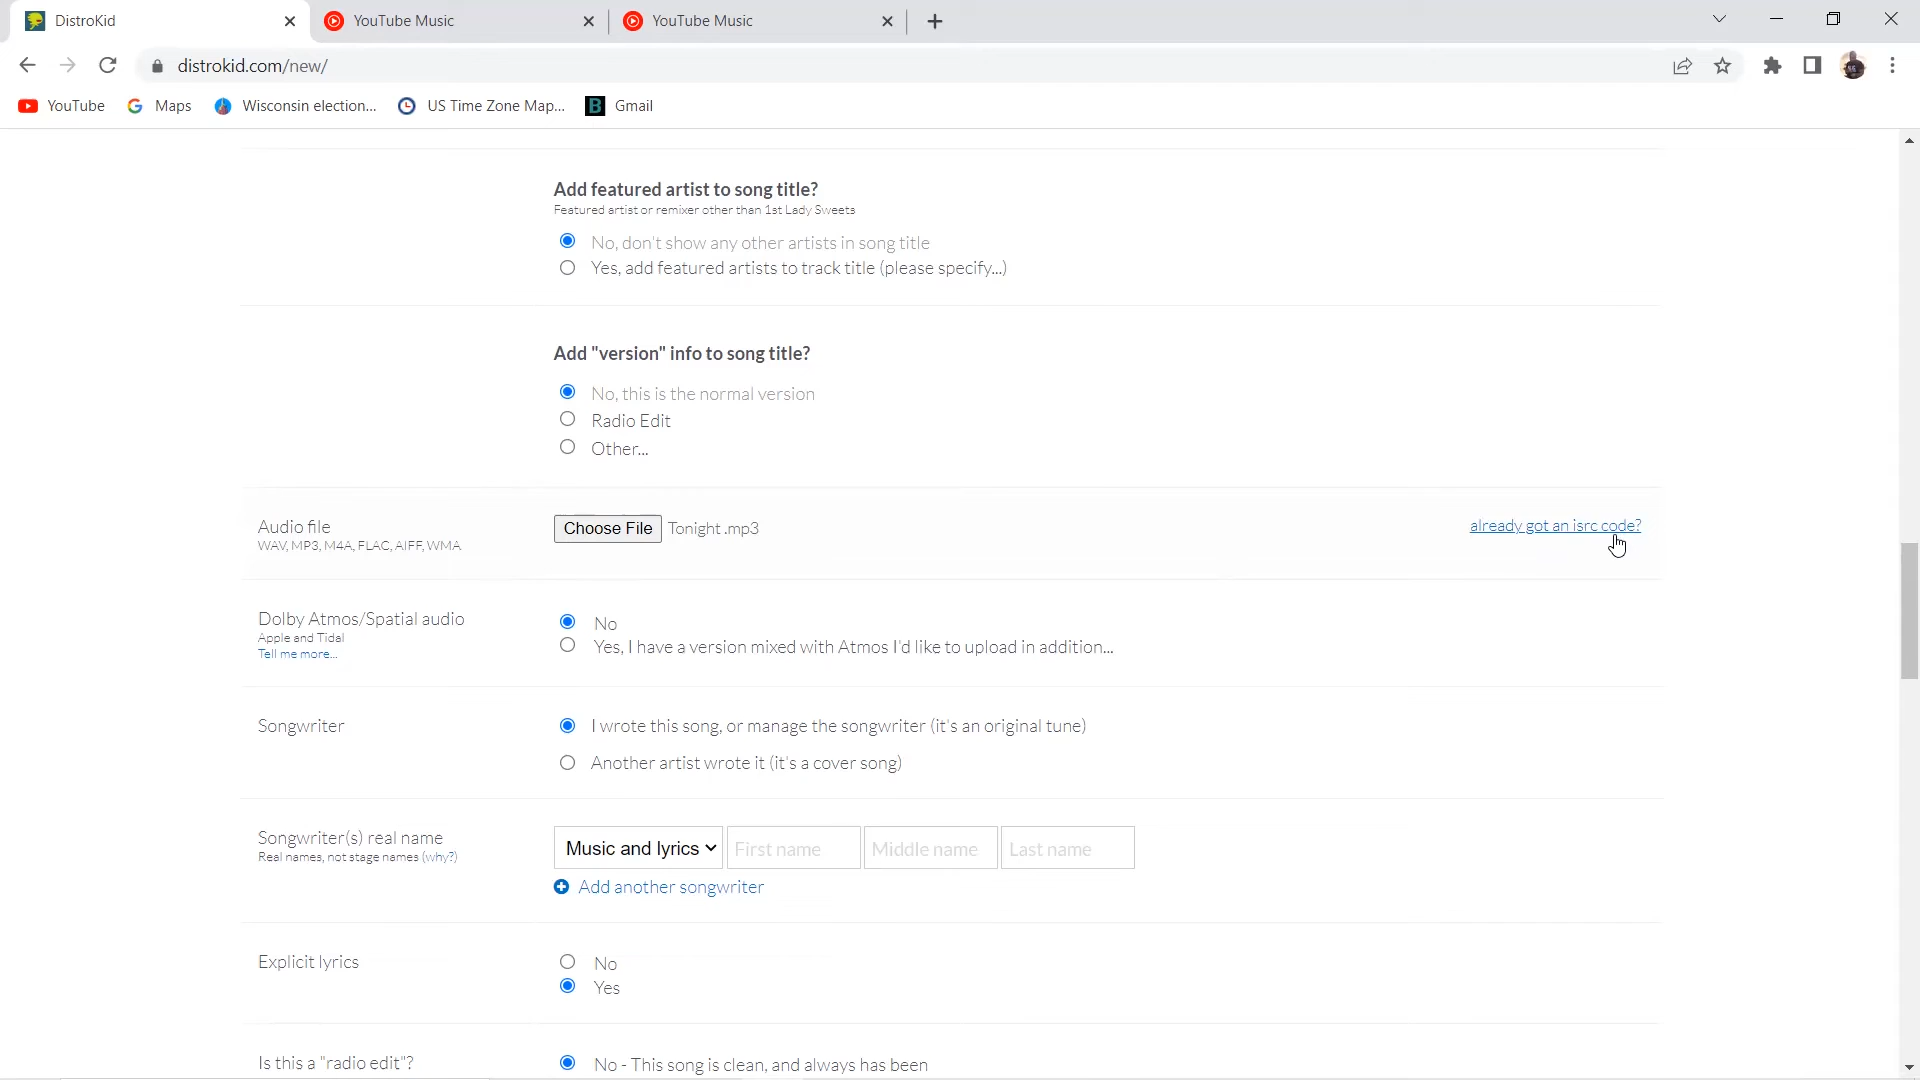 DistroKid
YouTube Music
YouTube Music
distrokid.com/new/
YouTube
Maps
Wisconsin election...
US Time Zone Map...
B
Gmail
Add featured artist to song title?
Featured artist or remixer other than 1st Lady Sweets
No, don't show any other artists in song title
Yes, add featured artists to track title (please specify...)
Add "version" info to song title?
No, this is the normal version
Radio Edit
Other...
Audio file
WAV, MP3, M4A, FLAC, AIFF, WMA
Choose File Tonight .mp3
already got an isrc code?
Dolby Atmos/Spatial audio
Apple and Tidal
Tell me more...
No
Yes, I have a version mixed with Atmos I'd like to upload in addition...
Songwriter
I wrote this song, or manage the songwriter (it's an original tune)
Another artist wrote it (it's a cover song)
Songwriter(s) real name
Real names, not stage names (why?)
Music and lyrics First name Middle name Last name
Add another songwriter
Explicit lyrics
No
Yes
Is this a "radio edit"?
No - This song is clean, and always has been